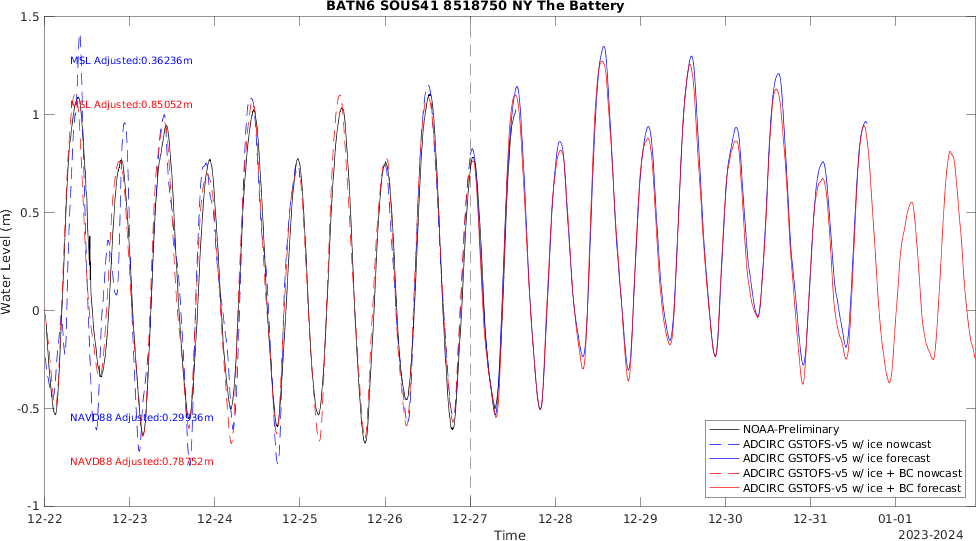 BATN6 SOUS41 8518750 NY The Battery
1.5
1
0.5
0
-0.5
-1
Water Level (m)
MSL Adjusted:0.36236m
MSL Adjusted:0.85052m
NAVD88 Adjusted:0.29936m
NAVD88 Adjusted:0.78752m
NOAA-Preliminary
ADCIRC GSTOFS-v5 w/ ice nowcast
ADCIRC GSTOFS-v5 w/ ice forecast
ADCIRC GSTOFS-v5 w/ ice + BC nowcast
ADCIRC GSTOFS-v5 w/ ice + BC forecast
12-22 12-23 12-24 12-25 12-26 12-27 12-28 12-29 12-30 12-31 01-01
Time
2023-2024